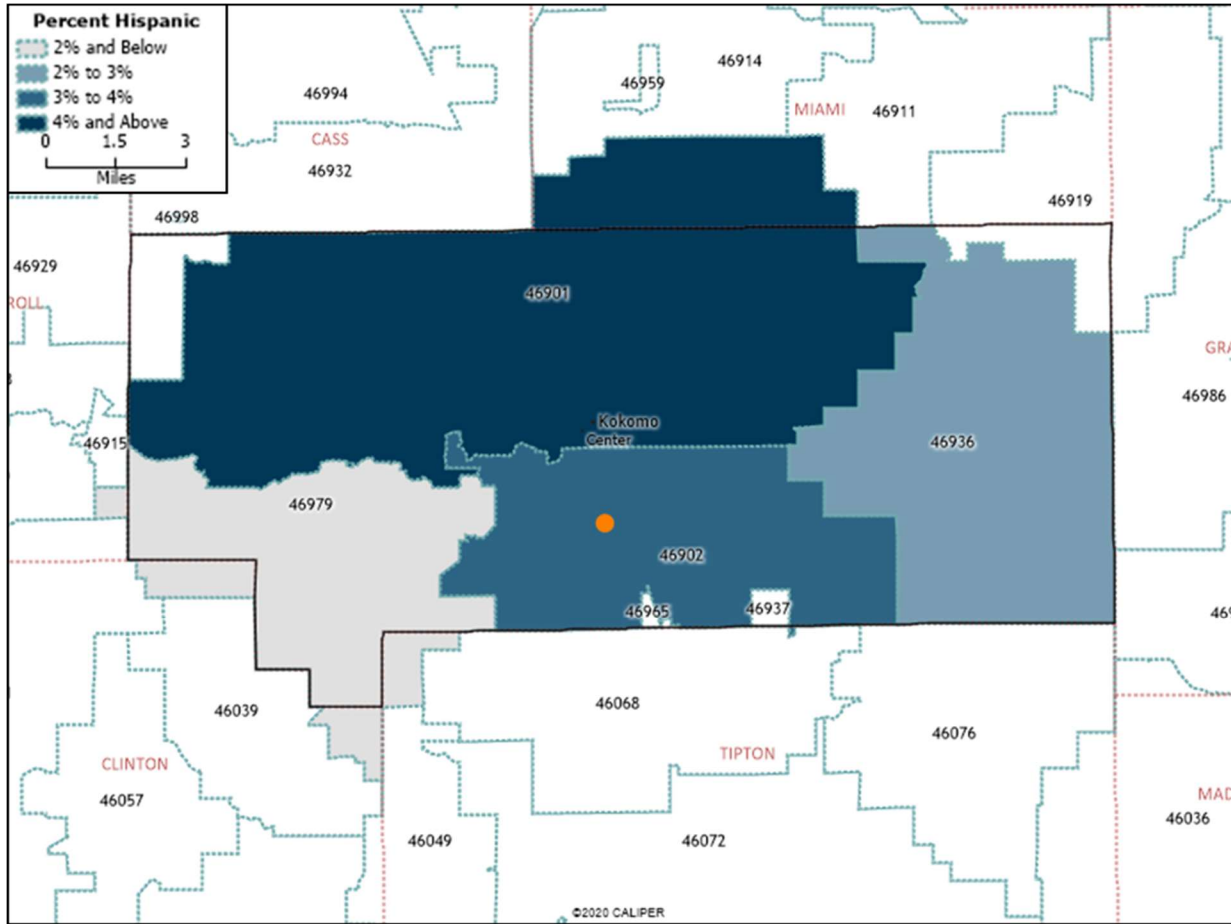 Percent Hispanic
2% and Below
2% to 3%
3% to 4%
4% and Above
0 1.5 3
Miles
46914
46959
46994
MIAMI
46911
CASS
46932
46919
46998
46929
46901
ROLL
GRA
46986
Kokomo
Center
46915
46936
46979
46902
46965
46937
46068
46039
46076
TIPTON
CLINTON
46057
MAD
46036
46049
46072
©2020 CALIPER